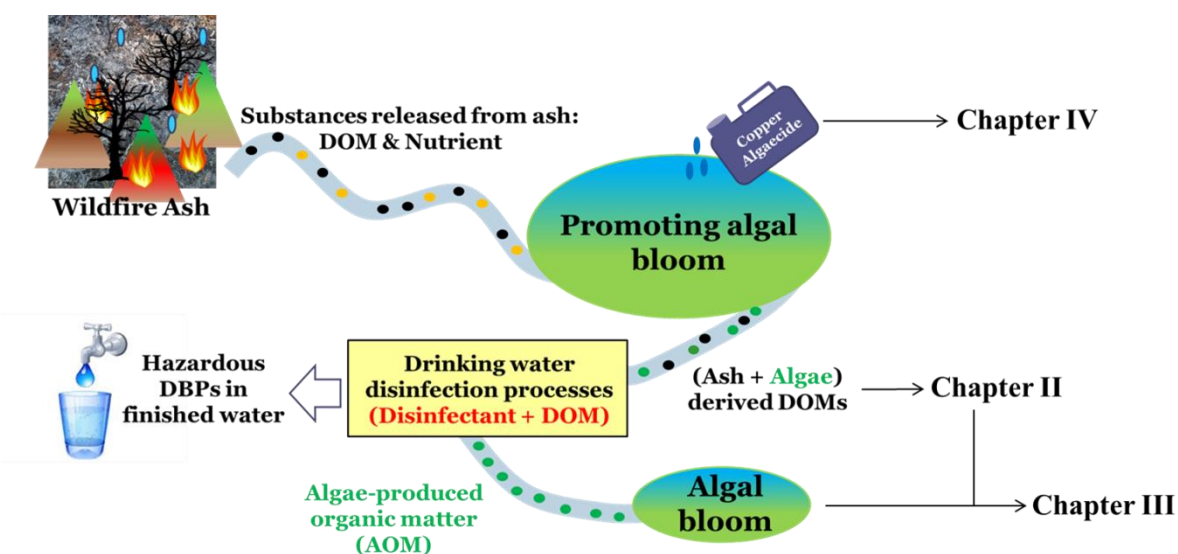 Substances released from ash:
DOM & Nutrient
Wildfire Ash
Copper
Algaecide
Chapter IV
Promoting algal
bloom
Hazardous
DBPs in
finished water
Drinking water
disinfection processes
(Disinfectant + DOM)
(Ash + Algae)
derived DOMs
Chapter II
Algae-produced
organic matter
(AOM)
Algal
bloom
Chapter III